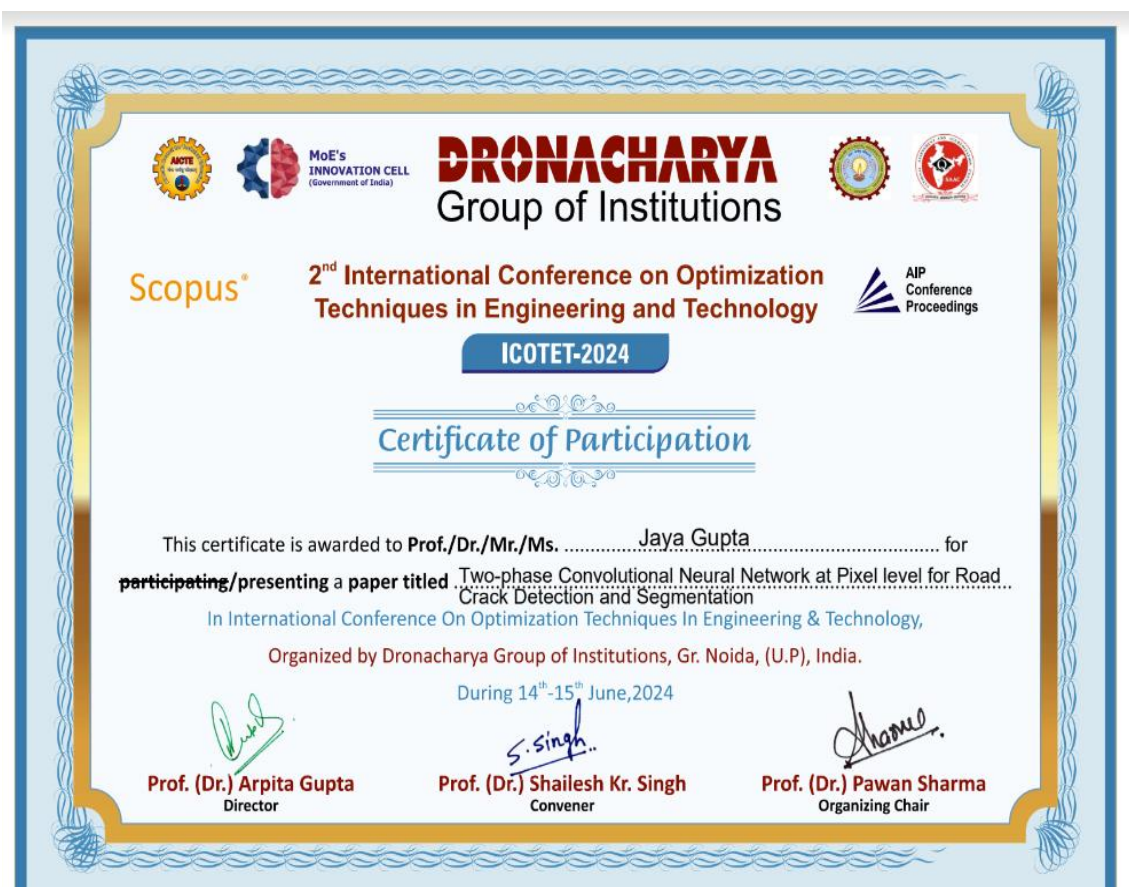 AICTE
MoE's
INNOVATION CELL
(Government of India)
DRONACHARYA
Group of Institutions
NAAC
Scopus®
2nd International Conference on Optimization
Techniques in Engineering and Technology
AIP
Conference
Proceedings
ICOTET-2024
Certificate of Participation
This certificate is awarded to Prof./Dr./Mr./Ms. Jaya Gupta for
participating/presenting a paper titled Two-phase Convolutional Neural Network at Pixel level for Road
Crack Detection and Segmentation
In International Conference On Optimization Techniques In Engineering & Technology,
Organized by Dronacharya Group of Institutions, Gr. Noida, (U.P), India.
During 14th-15th June,2024
S. Singh
Sharma
Prof. (Dr.) Arpita Gupta
Director
Prof. (Dr.) Shailesh Kr. Singh
Convener
Prof. (Dr.) Pawan Sharma
Organizing Chair